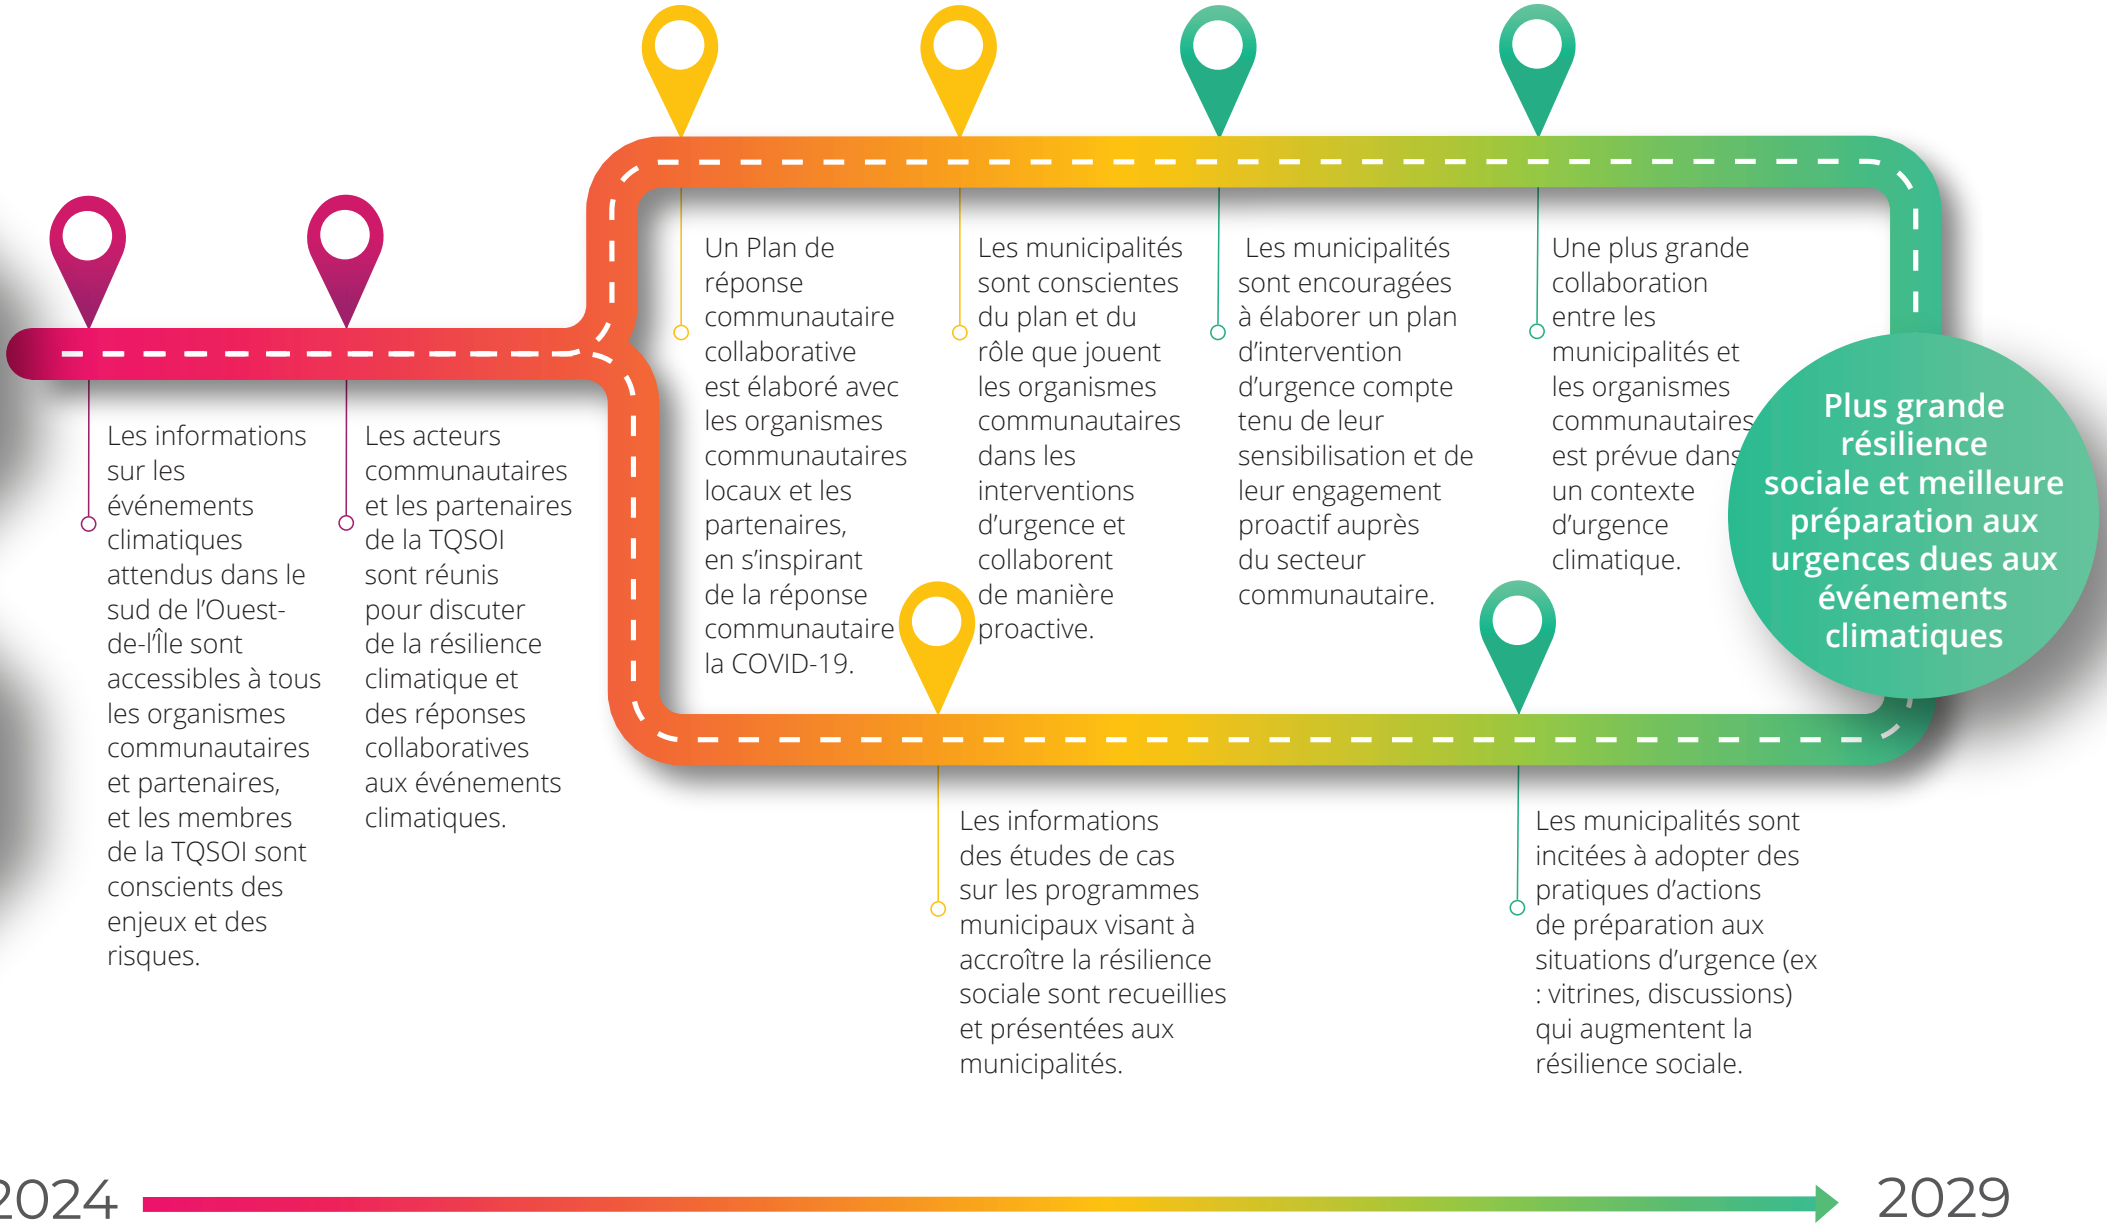 Les informations
sur les
événements
climatiques
attendus dans le
sud de l'Ouest-
de-l'Île sont
accessibles à tous
les organismes
communautaires
et partenaires,
et les membres
de la TQSOI sont
conscients des
enjeux et des
risques.
Les acteurs
communautaires
et les partenaires
de la TQSOI
sont réunis
pour discuter
de la résilience
climatique et
des réponses
collaboratives
aux événements
climatiques.
Un Plan de
réponse
communautaire
collaborative
est élaboré avec
les organismes
communautaires
locaux et les
partenaires,
en s'inspirant
de la réponse
communautaire
la COVID-19.
Les municipalités
sont conscientes
du plan et du
rôle que jouent
les organismes
communautaires
dans les
interventions
d'urgence et
collaborent
de manière
proactive.
Les municipalités
sont encouragées
à élaborer un plan
d'intervention
d'urgence compte
tenu de leur
sensibilisation et de
leur engagement
proactif auprès
du secteur
communautaire.
Une plus grande
collaboration
entre les
municipalités et
les organismes
communautaires
est prévue dans
un contexte
d'urgence
climatique.
Plus grande
résilience
sociale et meilleure
préparation aux
urgences dues aux
événements
climatiques
Les informations
des études de cas
sur les programmes
municipaux visant à
accroître la résilience
sociale sont recueillies
et présentées aux
municipalités.
Les municipalités sont
incitées à adopter des
pratiques d'actions
de préparation aux
situations d'urgence (ex
: vitrines, discussions)
qui augmentent la
résilience sociale.
2024
2029